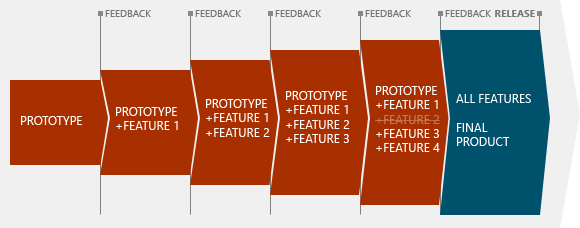 FEEDBACK
FEEDBACK
FEEDBACK
FEEDBACK
FEEDBACK RELEASE
PROTOTYPE
PROTOTYPE
+FEATURE 1
PROTOTYPE
+FEATURE 1
+FEATURE 2
PROTOTYPE
+FEATURE 1
+FEATURE 2
+FEATURE 3
PROTOTYPE
+FEATURE 1
+FEATURE 2
+FEATURE 3
+FEATURE 4
ALL FEATURES
FINAL
PRODUCT